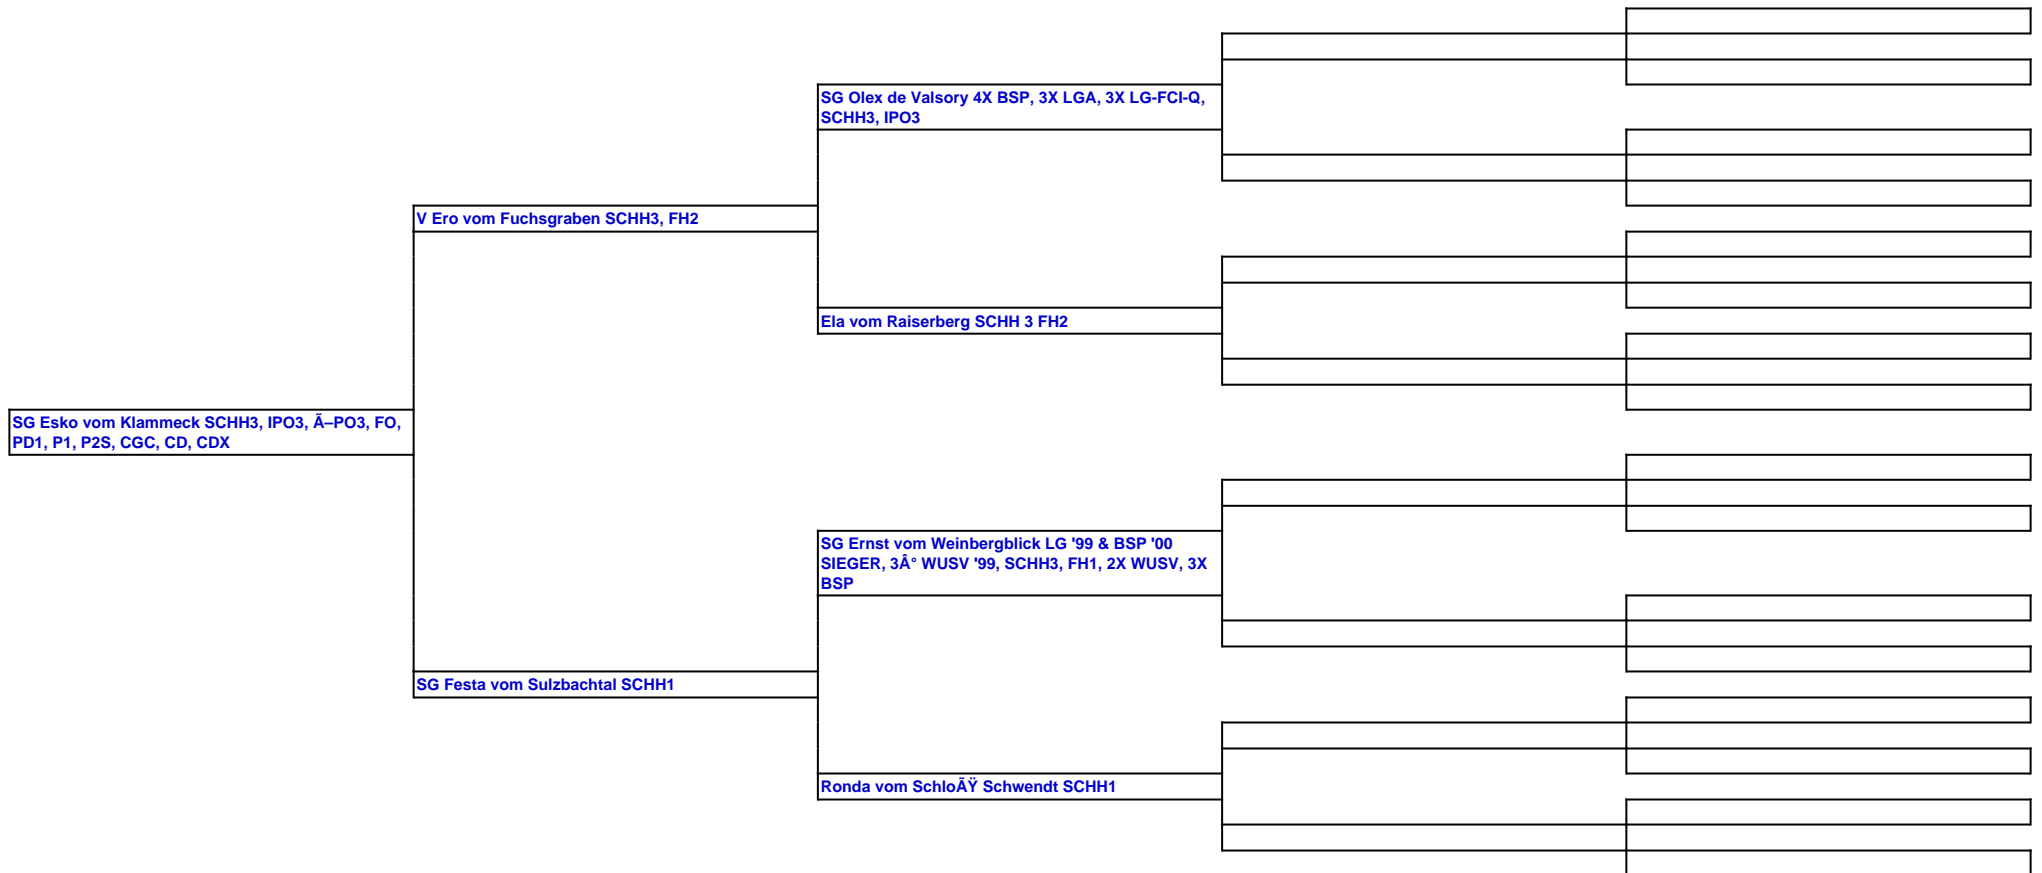 SG Olex de Valsory 4X BSP, 3X LGA, 3X LG-FCI-Q,
SCHH3, IPO3
V Ero vom Fuchsgraben SCHH3, FH2
Ela vom Raiserberg SCHH 3 FH2
SG Esko vom Klammeck SCHH3, IPO3, Ã–PO3, FO,
PD1, P1, P2S, CGC, CD, CDX
SG Ernst vom Weinbergblick LG '99 & BSP '00
SIEGER, 3Â° WUSV '99, SCHH3, FH1, 2X WUSV, 3X
BSP
SG Festa vom Sulzbachtal SCHH1
Ronda vom SchloÃŸ Schwendt SCHH1